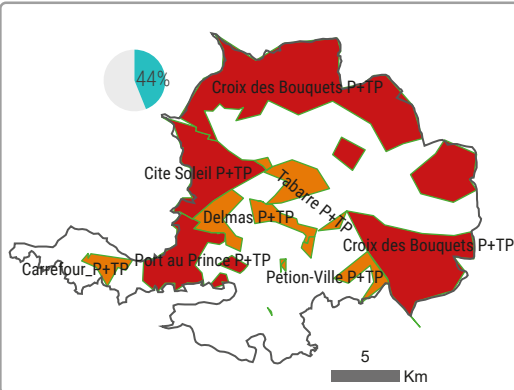 44%
Croix des Bouquets P+TP
Cite Soleil P+TP
Tabarre P+TP
Delmas P+TP
Croix des Bouquets P+TP
Port au Prince P+TP
Carrefour_P+TP
Petion-Ville P+TP
5
Km